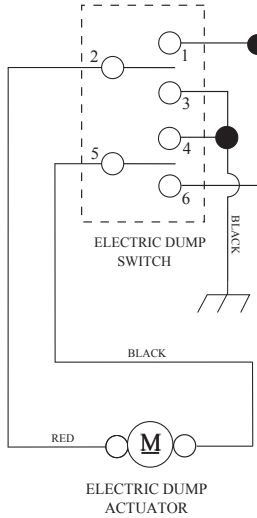 1
2
3
4
5
6
ELECTRIC DUMP
SWITCH
BLACK
BLACK
RED
M
ELECTRIC DUMP
ACTUATOR